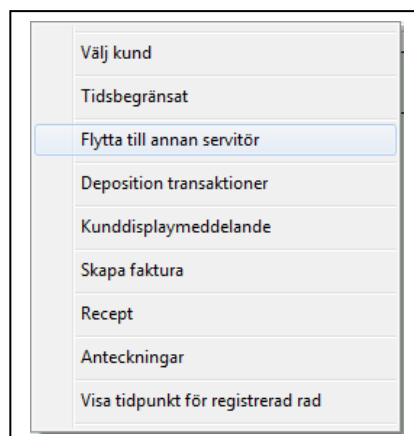 Välj kund
Tidsbegränsat
Flytta till annan servitör
Deposition transaktioner
Kunddisplaymeddelande
Skapa faktura
Recept
Anteckningar
Visa tidpunkt för registrerad rad